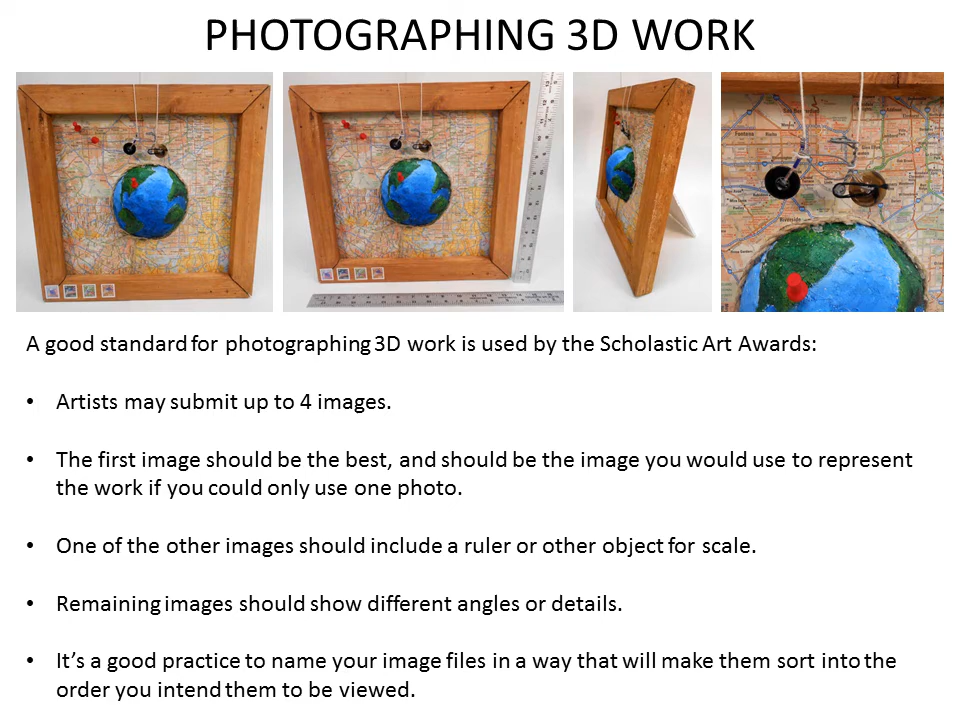 PHOTOGRAPHING 3D WORK
Riverside
A good standard for photographing 3D work is used by the Scholastic Art Awards:
• Artists may submit up to 4 images.
• The first image should be the best, and should be the image you would use to represent
the work if you could only use one photo.
• One of the other images should include a ruler or other object for scale.
• Remaining images should show different angles or details.
• It’s a good practice to name your image files in a way that will make them sort into the
order you intend them to be viewed.